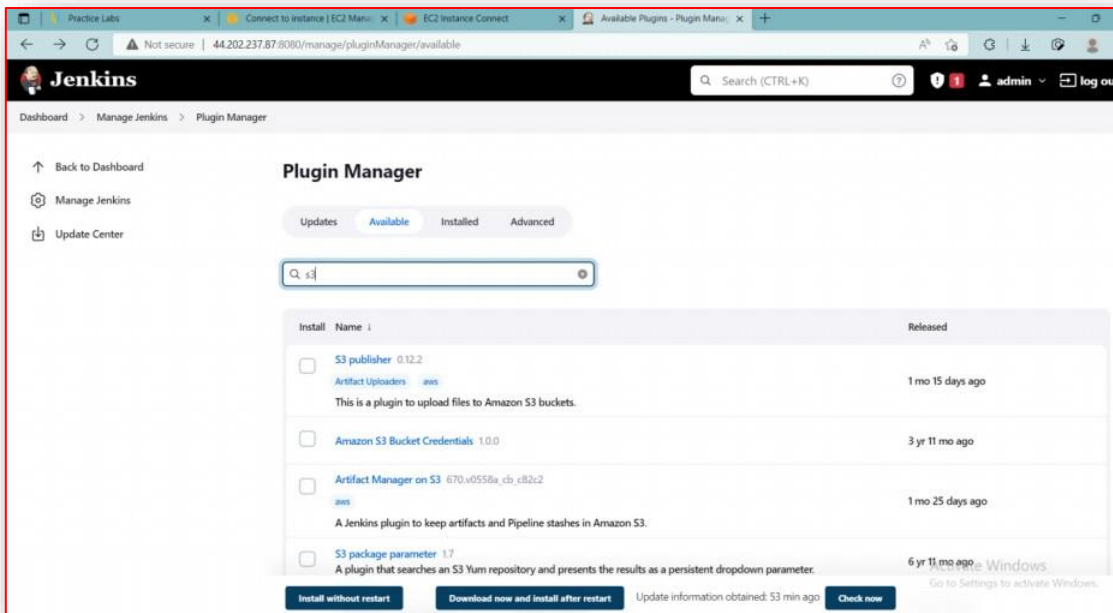 Practice Labs
Connect to instance | EC2 Mana
EC2 Instance Connect
Available Plugins - Plugin Mana
Not secure | 44.202.237.87:8080/manage/pluginManager/available
Jenkins
Search (CTRL+K)
1
admin
log ou
Dashboard > Manage Jenkins > Plugin Manager
Back to Dashboard
Manage Jenkins
Update Center
Plugin Manager
Updates Available Installed Advanced
s3
Install Name ↓ Released
S3 publisher 0.12.2
Artifact Uploaders aws
This is a plugin to upload files to Amazon S3 buckets.
1 mo 15 days ago
Amazon S3 Bucket Credentials 1.0.0
3 yr 11 mo ago
Artifact Manager on S3 670.v0558a_cb_c82c2
aws
A Jenkins plugin to keep artifacts and Pipeline stashes in Amazon S3.
1 mo 25 days ago
S3 package parameter 1.7
A plugin that searches an S3 Yum repository and presents the results as a persistent dropdown parameter.
6 yr 11 mo ago
Activate Windows
Go to Settings to activate Windows.
Install without restart
Download now and install after restart
Update information obtained: 53 min ago
Check now